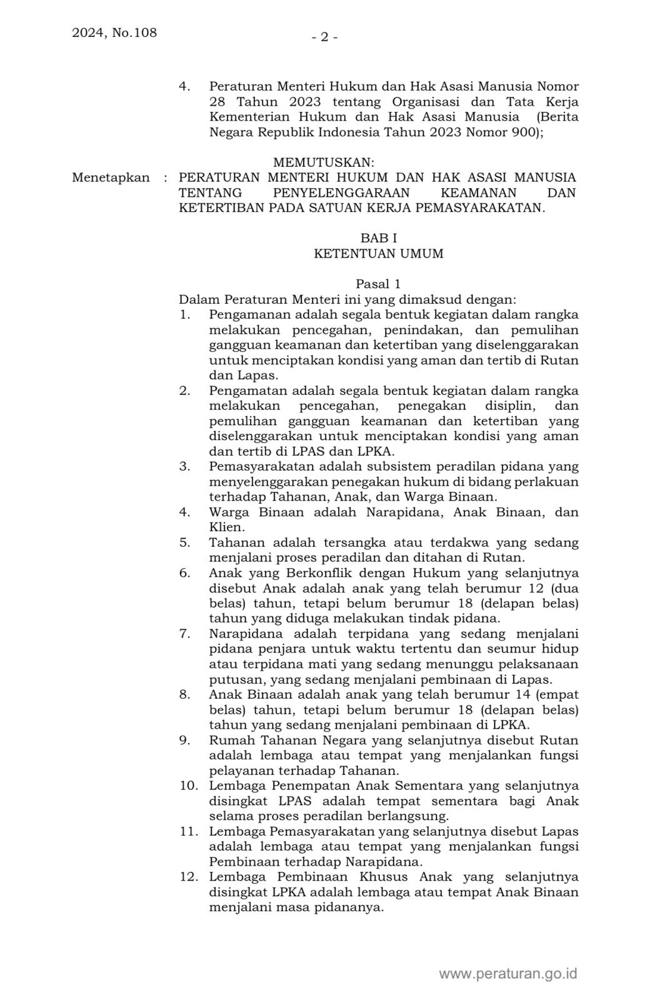 2024, No.108
- 2 -
4. Peraturan Menteri Hukum dan Hak Asasi Manusia Nomor
28 Tahun 2023 tentang Organisasi dan Tata Kerja
Kementerian Hukum dan Hak Asasi Manusia (Berita
Negara Republik Indonesia Tahun 2023 Nomor 900);
MEMUTUSKAN:
Menetapkan : PERATURAN MENTERI HUKUM DAN HAK ASASI MANUSIA
TENTANG PENYELENGGARAAN KEAMANAN DAN
KETERTIBAN PADA SATUAN KERJA PEMASYARAKATAN.
BAB I
KETENTUAN UMUM
Pasal 1
Dalam Peraturan Menteri ini yang dimaksud dengan:
1. Pengamanan adalah segala bentuk kegiatan dalam rangka
melakukan pencegahan, penindakan, dan pemulihan
gangguan keamanan dan ketertiban yang diselenggarakan
untuk menciptakan kondisi yang aman dan tertib di Rutan
dan Lapas.
2. Pengamatan adalah segala bentuk kegiatan dalam rangka
melakukan pencegahan, penegakan disiplin, dan
pemulihan gangguan keamanan dan ketertiban yang
diselenggarakan untuk menciptakan kondisi yang aman
dan tertib di LPAS dan LPKA.
3. Pemasyarakatan adalah subsistem peradilan pidana yang
menyelenggarakan penegakan hukum di bidang perlakuan
terhadap Tahanan, Anak, dan Warga Binaan.
4. Warga Binaan adalah Narapidana, Anak Binaan, dan
Klien.
5. Tahanan adalah tersangka atau terdakwa yang sedang
menjalani proses peradilan dan ditahan di Rutan.
6. Anak yang Berkonflik dengan Hukum yang selanjutnya
disebut Anak adalah anak yang telah berumur 12 (dua
belas) tahun, tetapi belum berumur 18 (delapan belas)
tahun yang diduga melakukan tindak pidana.
7. Narapidana adalah terpidana yang sedang menjalani
pidana penjara untuk waktu tertentu dan seumur hidup
atau terpidana mati yang sedang menunggu pelaksanaan
putusan, yang sedang menjalani pembinaan di Lapas.
8. Anak Binaan adalah anak yang telah berumur 14 (empat
belas) tahun, tetapi belum berumur 18 (delapan belas)
tahun yang sedang menjalani pembinaan di LPKA.
9. Rumah Tahanan Negara yang selanjutnya disebut Rutan
adalah lembaga atau tempat yang menjalankan fungsi
pelayanan terhadap Tahanan.
10. Lembaga Penempatan Anak Sementara yang selanjutnya
disingkat LPAS adalah tempat sementara bagi Anak
selama proses peradilan berlangsung.
11. Lembaga Pemasyarakatan yang selanjutnya disebut Lapas
adalah lembaga atau tempat yang menjalankan fungsi
Pembinaan terhadap Narapidana.
12. Lembaga Pembinaan Khusus Anak yang selanjutnya
disingkat LPKA adalah lembaga atau tempat Anak Binaan
menjalani masa pidananya.
www.peraturan.go.id